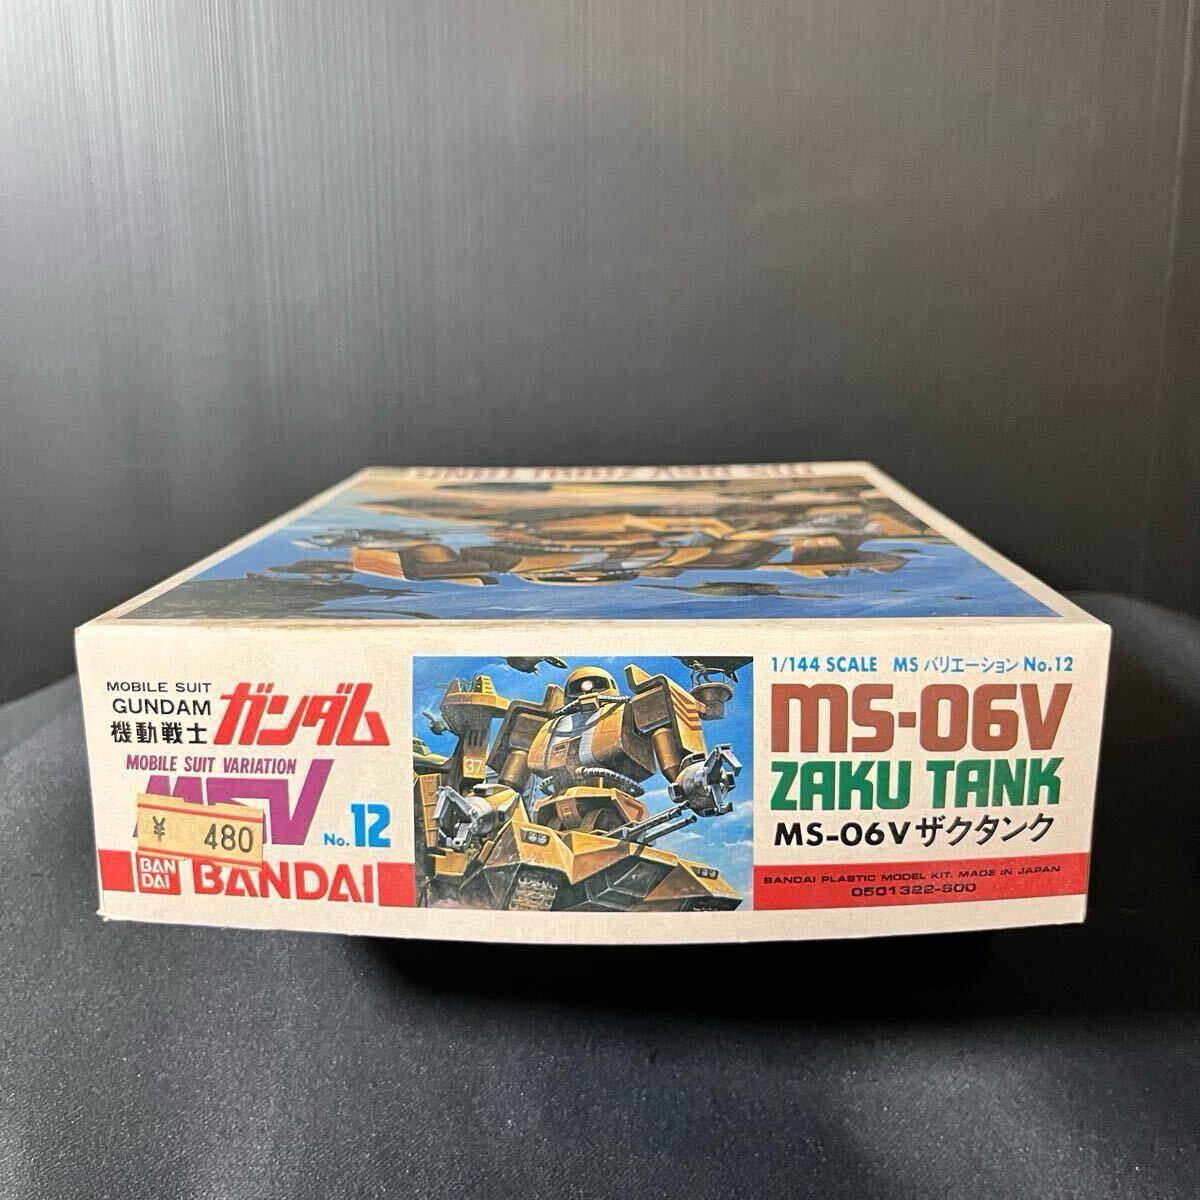 MOBILE SUIT
GUNDAM
機動戦士
ガンダム
MOBILE SUIT VARIATION
MSV
No. 12
¥ 480
BAN
DAI
BANDAI
37
1/144 SCALE MS バリエーション No.12
MS-06V
ZAKU TANK
MS-06V ザクタンク
BANDAI PLASTIC MODEL KIT. MADE IN JAPAN
0501322-800